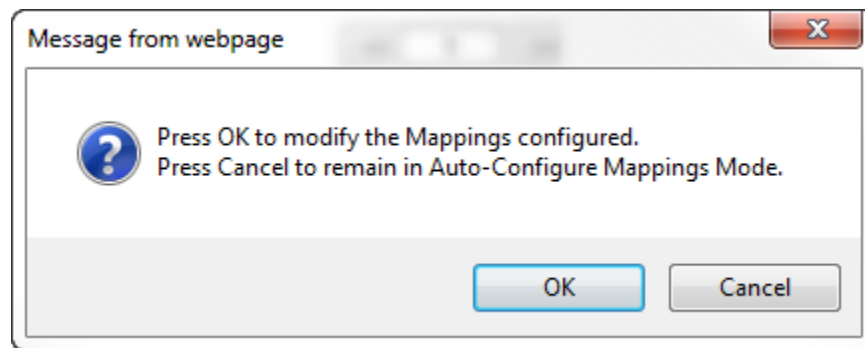 Message from webpage
Press OK to modify the Mappings configured.
Press Cancel to remain in Auto-Configure Mappings Mode.
OK
Cancel